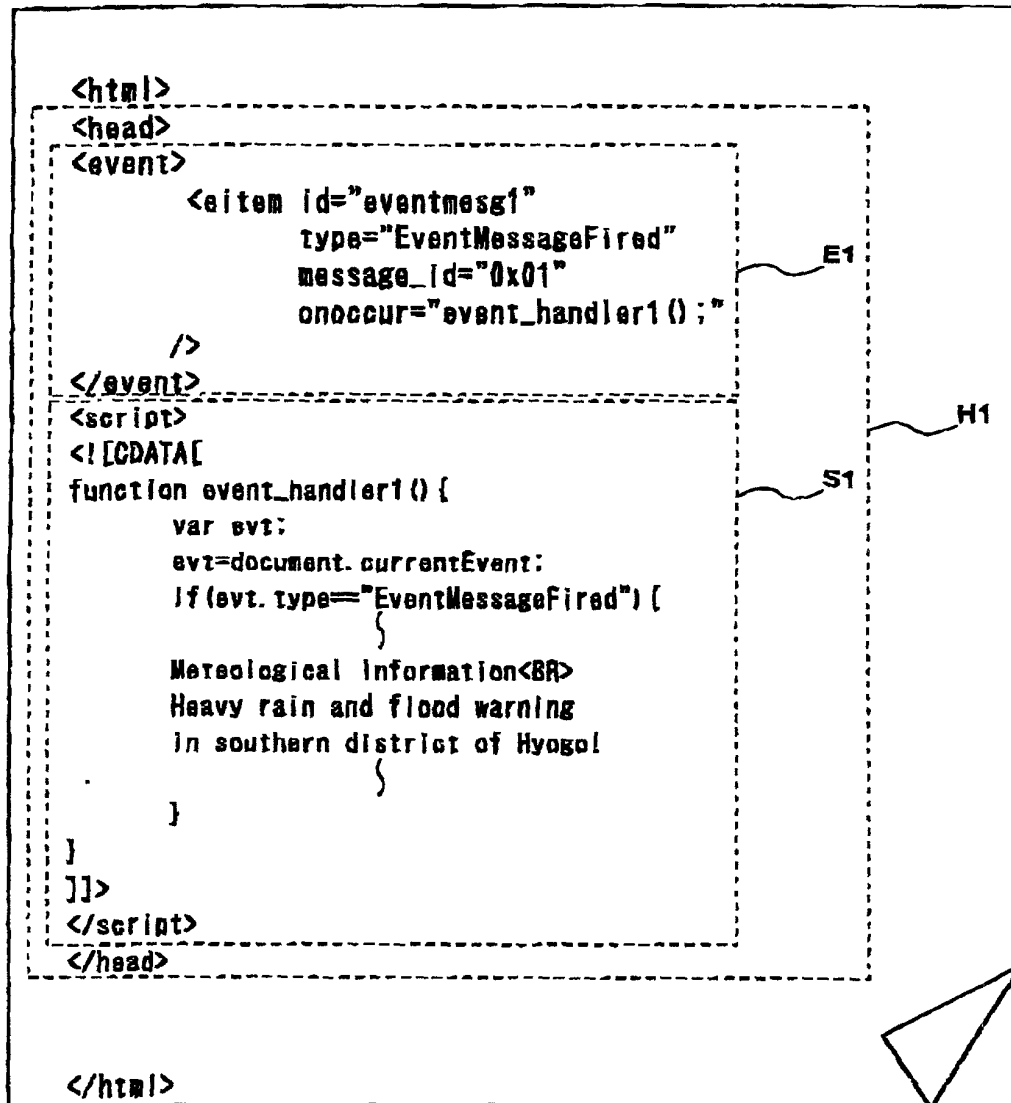 <html>
<head>
<event>
<eitem id="eventmesg1"
type="EventMessageFired"
message_id="0x01"
onoccur="event_handler1();"
/>
</event>
E1
<script>
<![CDATA[
function event_handler1(){
var evt;
evt=document.currentEvent;
if(evt.type=="EventMessageFired"){
Meteological Information<BR>
Heavy rain and flood warning
in southern district of Hyogo!
}
}
]]>
</script>
S1
</head>
H1
</html>